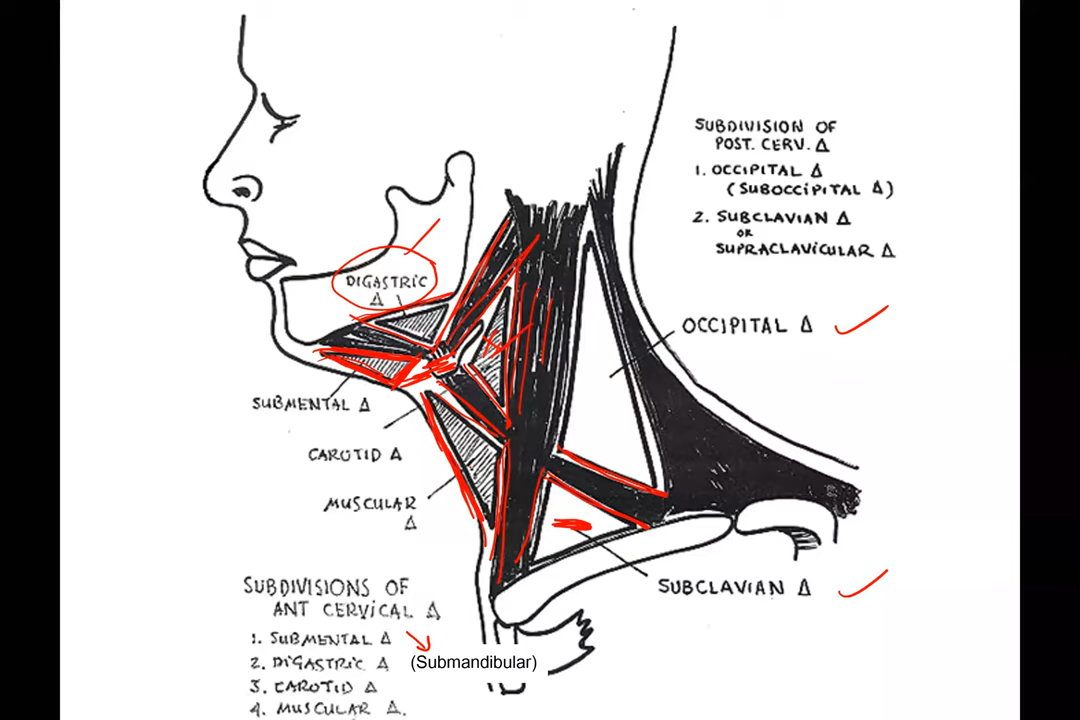 SUBDIVISION OF
POST. CERV. Δ
1. OCCIPITAL Δ
(SUBOCCIPITAL Δ)
2. SUBCLAVIAN Δ
OR
SUPRACLAVICULAR Δ
DIGASTRIC
Δ
OCCIPITAL Δ
SUBMENTAL Δ
CAROTID Δ
MUSCULAR
Δ
SUBCLAVIAN Δ
SUBDIVISIONS OF
ANT CERVICAL Δ
1. SUBMENTAL Δ
2. DIGASTRIC Δ (Submandibular)
3. CAROTID Δ
4. MUSCULAR Δ.